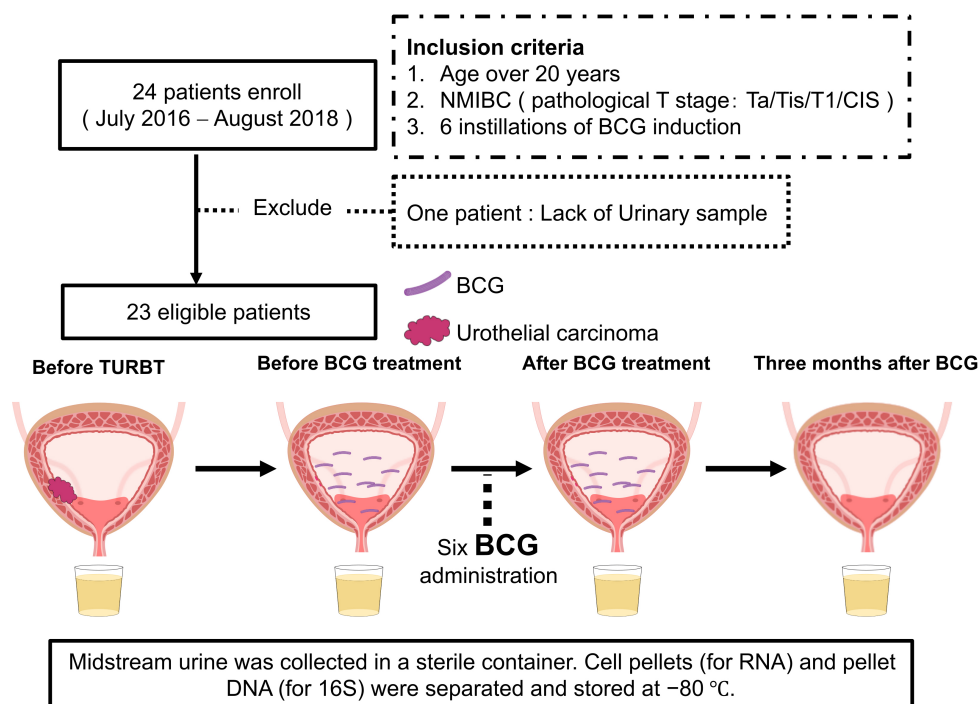 24 patients enroll
( July 2016 – August 2018 )
Inclusion criteria
1. Age over 20 years
2. NMIBC ( pathological T stage: Ta/Tis/T1/CIS )
3. 6 instillations of BCG induction
Exclude
One patient : Lack of Urinary sample
23 eligible patients
BCG
Urothelial carcinoma
Before TURBT
Before BCG treatment
After BCG treatment
Three months after BCG
Six BCG
administration
Midstream urine was collected in a sterile container. Cell pellets (for RNA) and pellet
DNA (for 16S) were separated and stored at −80 ℃.